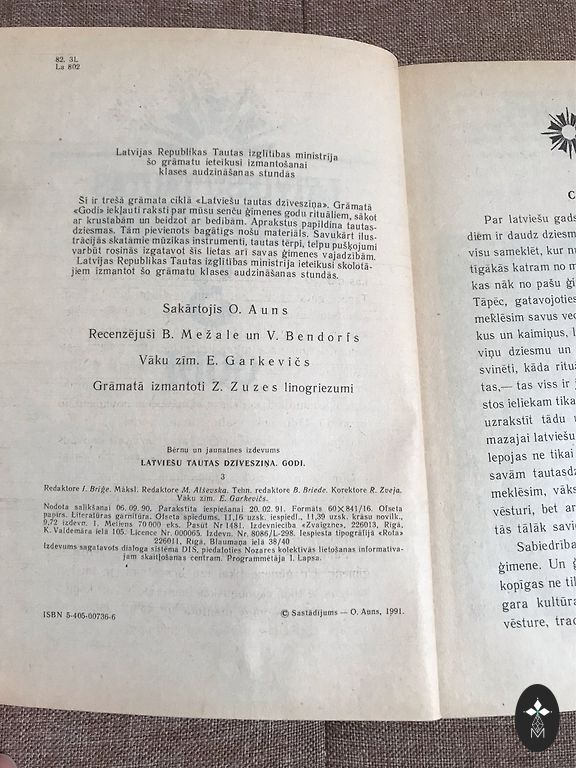 82. 3L
La 802
Latvijas Republikas Tautas izglītības ministrija
šo grāmatu ieteikusi izmantošanai
klases audzināšanas stundās
Šī ir trešā grāmata ciklā «Latviešu tautas dzīvesziņa». Grāmatā
«Godi» iekļauti raksti par mūsu senču ģimenes godu rituāliem, sākot
ar krustabām un beidzot ar bedībām. Aprakstus papildina tautas-
dziesmas. Tām pievienots bagātīgs nošu materiāls. Savukārt ilus-
trācijās skatāmie mūzikas instrumenti, tautas tērpi, telpu pušķojumi
varbūt rosinās izgatavot šīs lietas arī savas ģimenes vajadzībām.
Latvijas Republikas Tautas izglītības ministrija ieteikusi skolotā-
jiem izmantot šo grāmatu klases audzināšanas stundās.
Sakārtojis O. Auns
Recenzējuši B. Mežale un V. Bendorfs
Vāku zīm. E. Garkevičs
Grāmatā izmantoti Z. Zuzes linogriezumi
Bērnu un jaunatnes izdevums
LATVIEŠU TAUTAS DZĪVESZIŅA. GODI.
3
Redaktore I. Briģe. Māksl. Redaktore M. Alševska. Tehn. redaktore B. Briede. Korektore R. Zveja.
Vāku zīm. E. Garkevičs.
Nodota salikšanai 06.09.90. Parakstīta iespiešanai 20.02.91. Formāts 60×841/16. Ofseta
papīrs. Literatūras garnitūra. Ofseta spiedums. 11,16 uzsk. iespiedl., 11,39 uzsk. krāsu novilk.,
9,72 izdevn. l. Metiens 70 000 eks. Pasūt Nr 1481. Izdevniecība «Zvaigzne», 226013, Rīgā,
K. Valdemāra ielā 105. Licence Nr. 000065. Izdevn. Nr. 8086/L-298. Iespiesta tipogrāfijā «Rota»
226011, Rīgā, Blaumaņa ielā 38/40
Izdevums sagatavots dialoga sistēmā DIS, piedaloties Nozares kolektīvās lietošanas informatīva-
jam skaitļošanas centram. Programmētāja I. Lapsa.
ISBN 5-405-00736-6
© Sastādījums — O. Auns, 1991.
Par latviešu gads
diem ir daudz dziesm
visu sameklēt, kur nu
tīgākās katram no m
kas nāk no pašu ģi
Tāpēc, gatavojoties
meklēsim savus vec
kus un kaimiņus, l
viņu dziesmu un
svinēti, kāda ritu
tas,— tas viss ir j
stos ieliekam tika
uzrakstīt tādu u
mazajai latviešu
lepojas ne tikai
savām tautasdz
meklēsim, vāks
vēsturi, bet ar
tās tālāk savi
Sabiedrība
ģimene. Un ģ
kopīgas ne til
gara kultūra
vēsture, trad
M